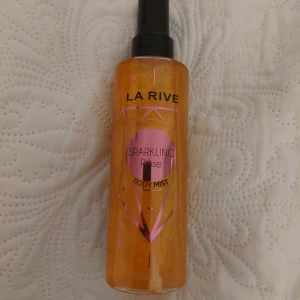 LA RIVE
SPARKLING
Rose
BODY MIST